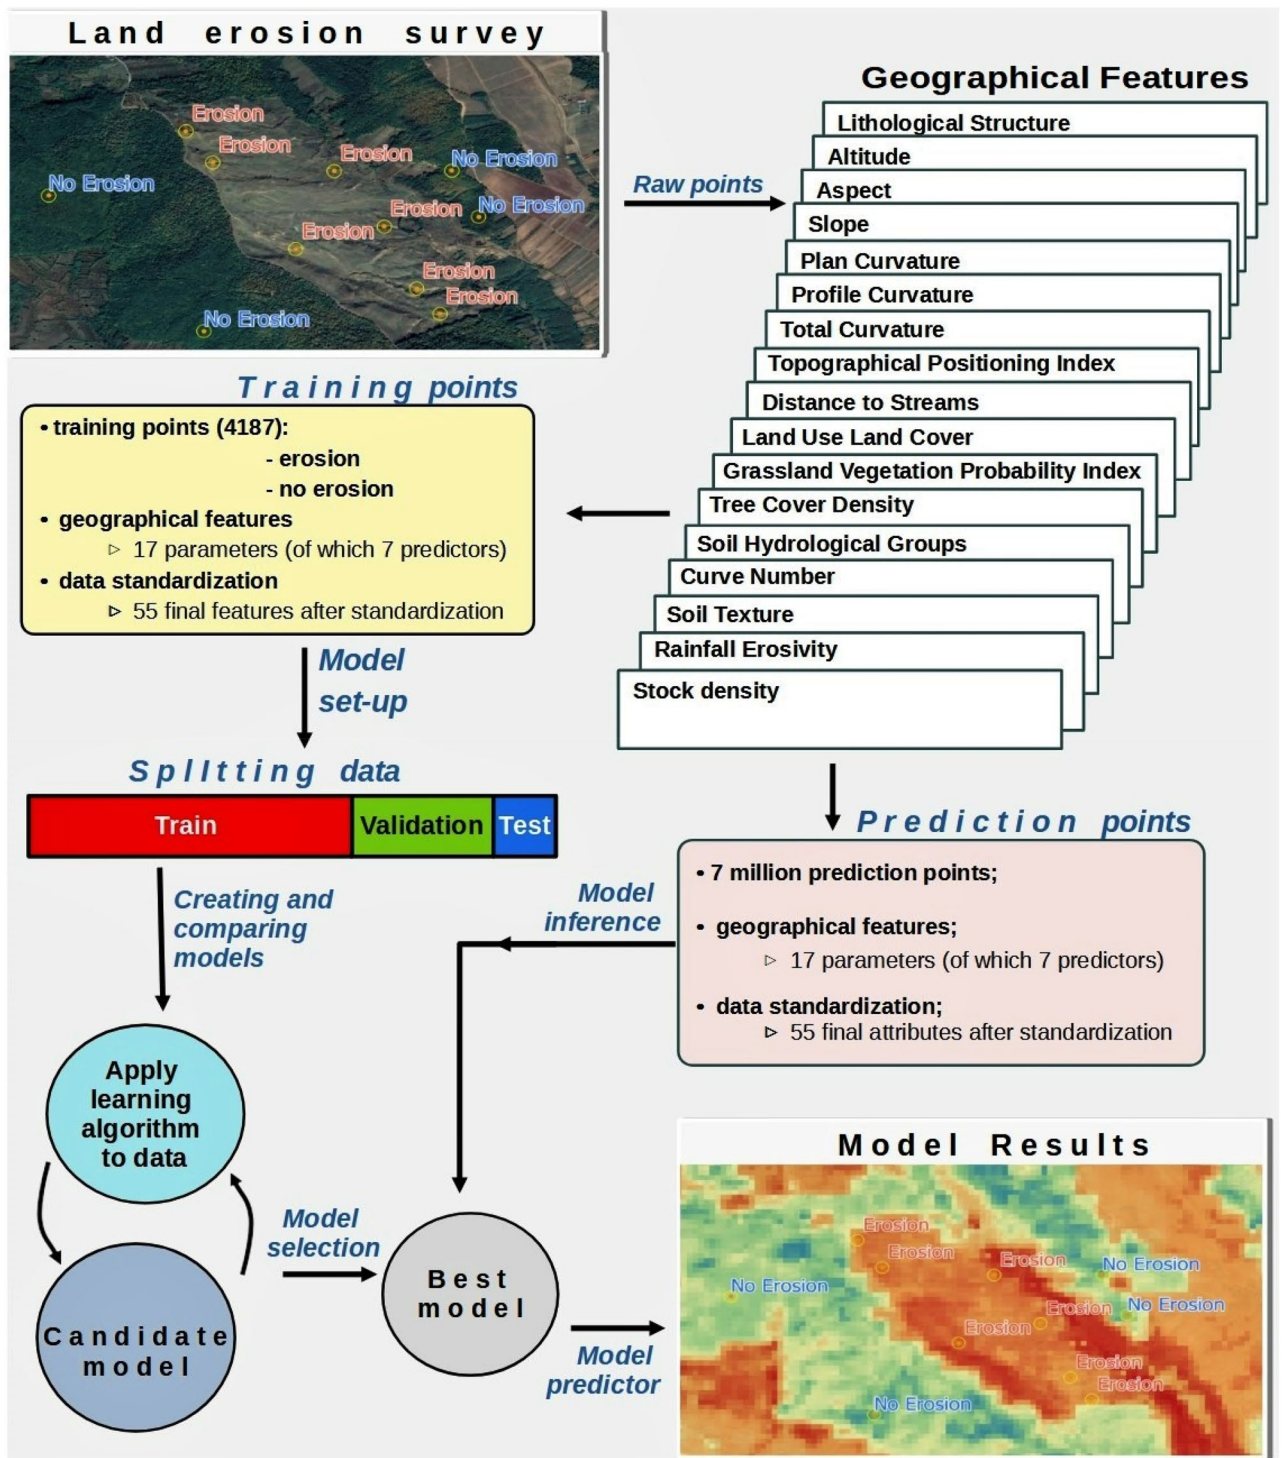 Land erosion survey
Erosion
Erosion
Erosion
No Erosion
No Erosion
Erosion
No Erosion
Erosion
Erosion
Erosion
No Erosion
Raw points
Geographical Features
Lithological Structure
Altitude
Aspect
Slope
Plan Curvature
Profile Curvature
Total Curvature
Topographical Positioning Index
Distance to Streams
Land Use Land Cover
Grassland Vegetation Probability Index
Tree Cover Density
Soil Hydrological Groups
Curve Number
Soil Texture
Rainfall Erosivity
Stock density
Training points
• training points (4187):
- erosion
- no erosion
• geographical features
▷ 17 parameters (of which 7 predictors)
• data standardization
▷ 55 final features after standardization
Model
set-up
SplItting data
Train
Validation
Test
Creating and
comparing
models
Prediction points
• 7 million prediction points;
• geographical features;
▷ 17 parameters (of which 7 predictors)
• data standardization;
▷ 55 final attributes after standardization
Model
inference
Apply
learning
algorithm
to data
Candidate
model
Model
selection
Best
model
Model
predictor
Model Results
Erosion
Erosion
Erosion
No Erosion
No Erosion
Erosion
No Erosion
Erosion
Erosion
Erosion
No Erosion